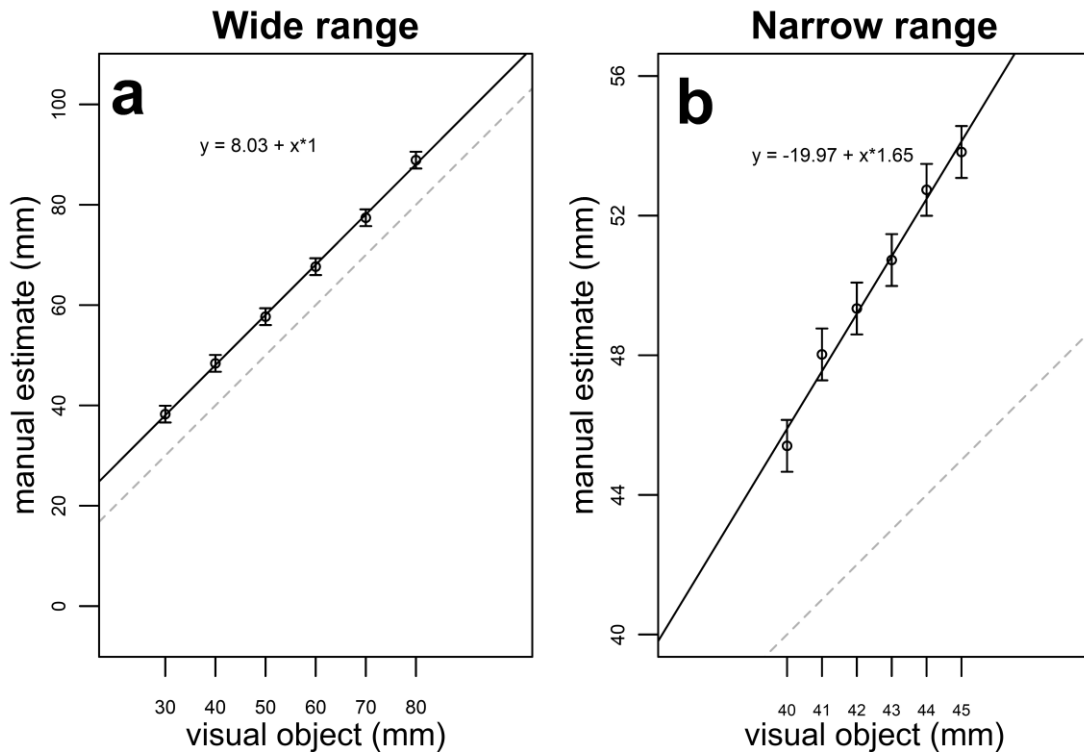 Wide range
a
y = 8.03 + x*1
manual estimate (mm)
100
80
60
40
20
0
30 40 50 60 70 80
visual object (mm)
Narrow range
b
y = -19.97 + x*1.65
manual estimate (mm)
56
52
48
44
40
40 41 42 43 44 45
visual object (mm)